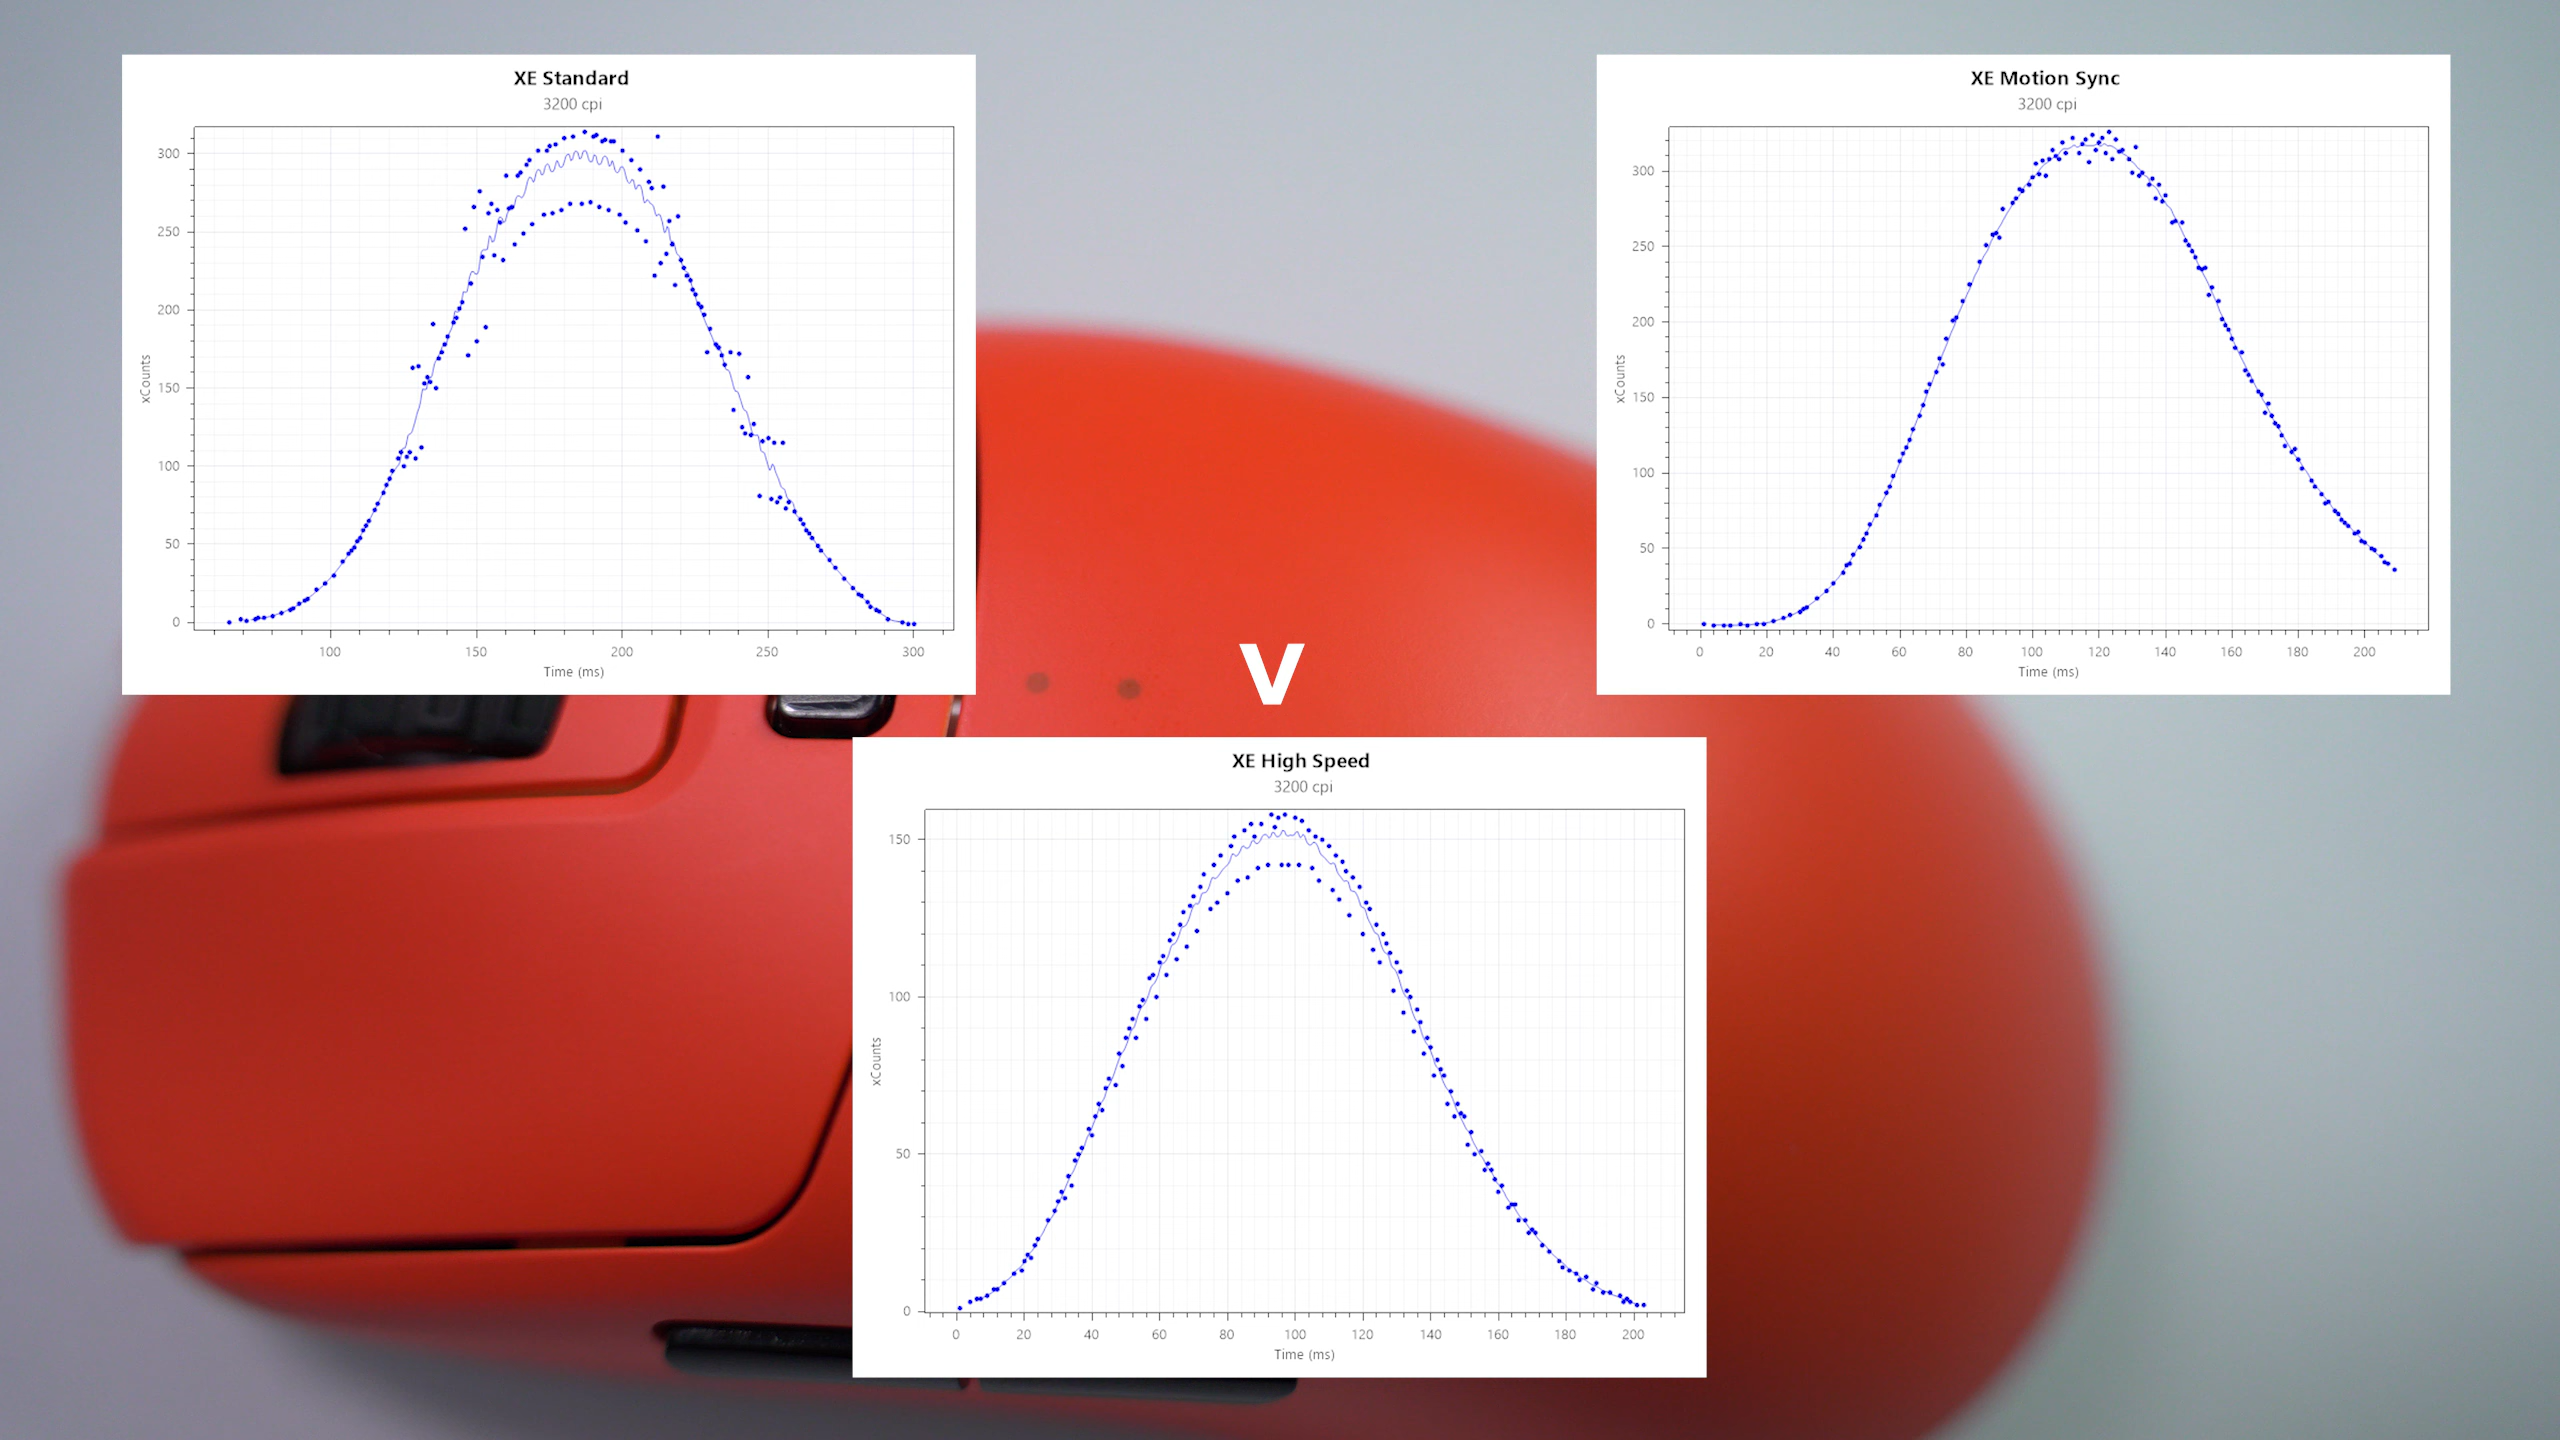 XE Standard
3200 cpi
300
250
200
150
100
50
0
xCounts
100 150 200 250 300
Time (ms)
XE Motion Sync
3200 cpi
300
250
200
150
100
50
0
xCounts
0 20 40 60 80 100 120 140 160 180 200
Time (ms)
V
XE High Speed
3200 cpi
150
100
50
0
xCounts
0 20 40 60 80 100 120 140 160 180 200
Time (ms)